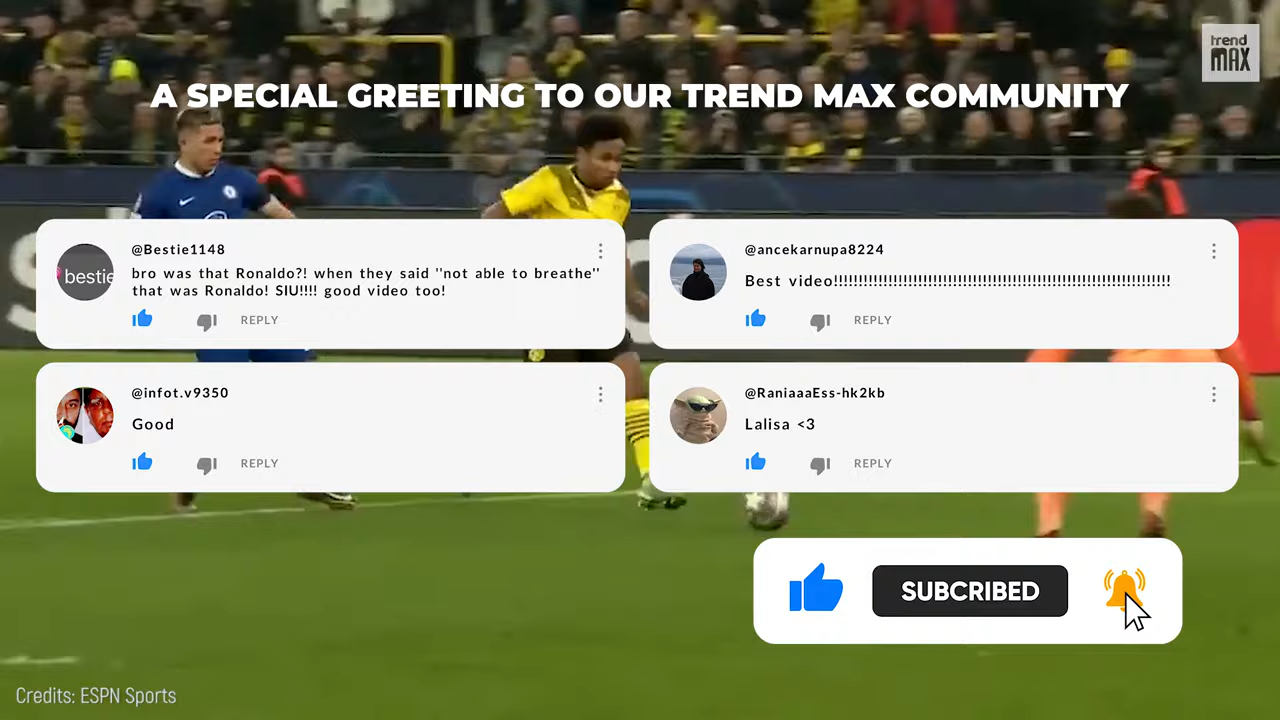 trend
MAX
A SPECIAL GREETING TO OUR TREND MAX COMMUNITY
@Bestie1148
bro was that Ronaldo?! when they said ''not able to breathe''
that was Ronaldo! SIU!!!! good video too!
REPLY
bestie
@ancekarnupa8224
Best video!!!!!!!!!!!!!!!!!!!!!!!!!!!!!!!!!!!!!!!!!!!!!!!!!!!!!!!!!!!!!!!!!!!!
REPLY
@infot.v9350
Good
REPLY
@RaniaaaEss-hk2kb
Lalisa <3
REPLY
SUBCRIBED
Credits: ESPN Sports